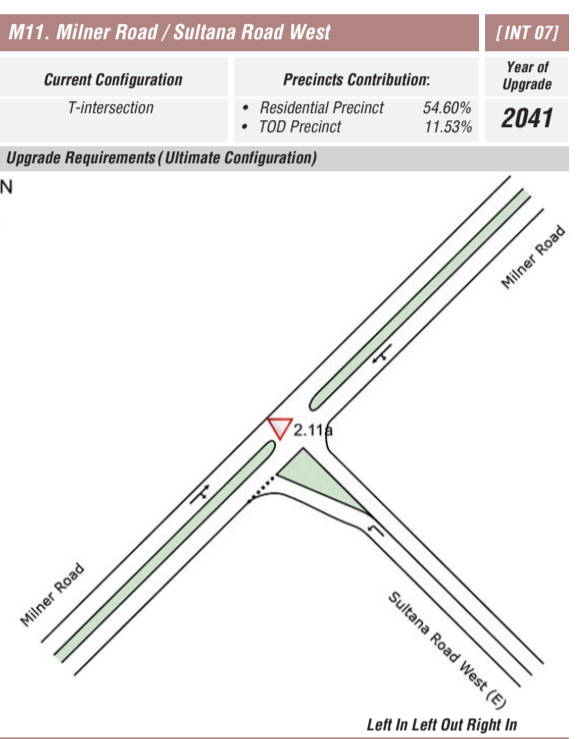 M11. Milner Road / Sultana Road West
[ INT 07]
Current Configuration
Precincts Contribution:
Year of
Upgrade
T-intersection
• Residential Precinct 54.60%
• TOD Precinct 11.53%
2041
Upgrade Requirements ( Ultimate Configuration)
N
Milner Road
2.11a
Milner Road
Sultana Road West (E)
Left In Left Out Right In